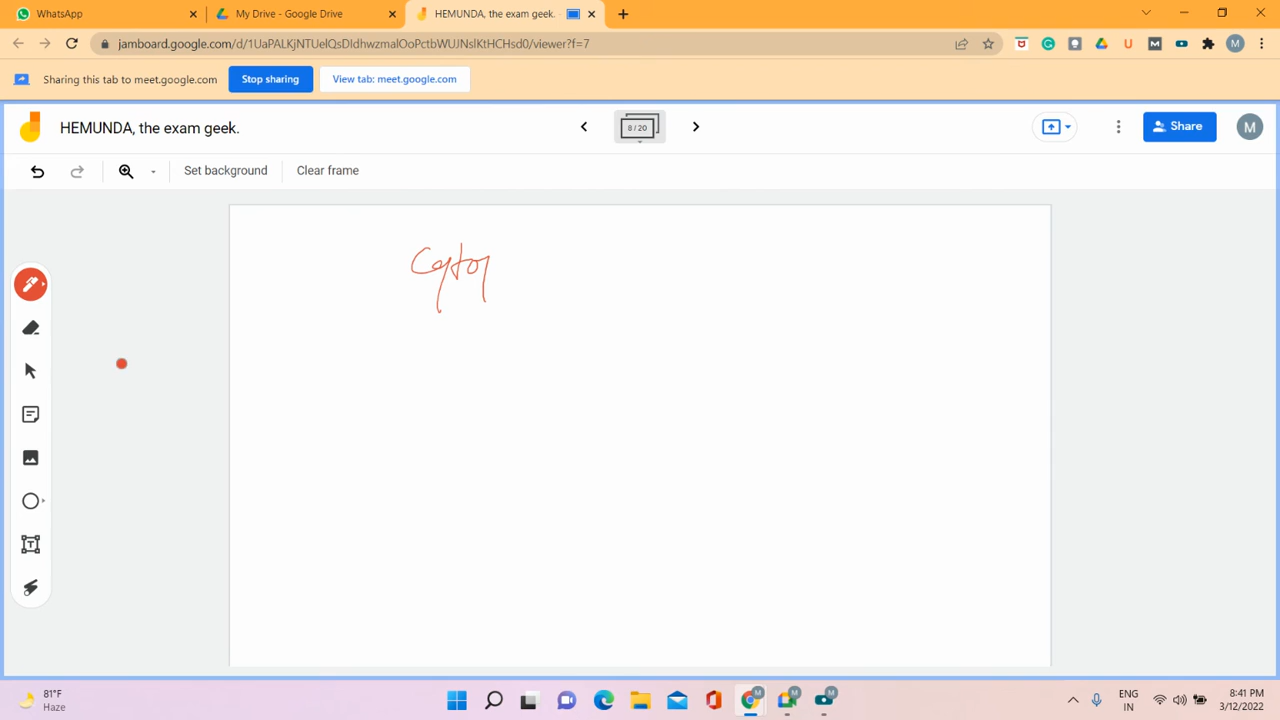 WhatsApp
My Drive - Google Drive
HEMUNDA, the exam geek.
jamboard.google.com/d/1UaPALKjNTUelQsDIdhwzmalOoPctbWUJNslKtHCHsd0/viewer?f=7
Sharing this tab to meet.google.com
Stop sharing
View tab: meet.google.com
HEMUNDA, the exam geek.
8 / 20
Share
M
Set background
Clear frame
81°F
Haze
ENG
IN
8:41 PM
3/12/2022